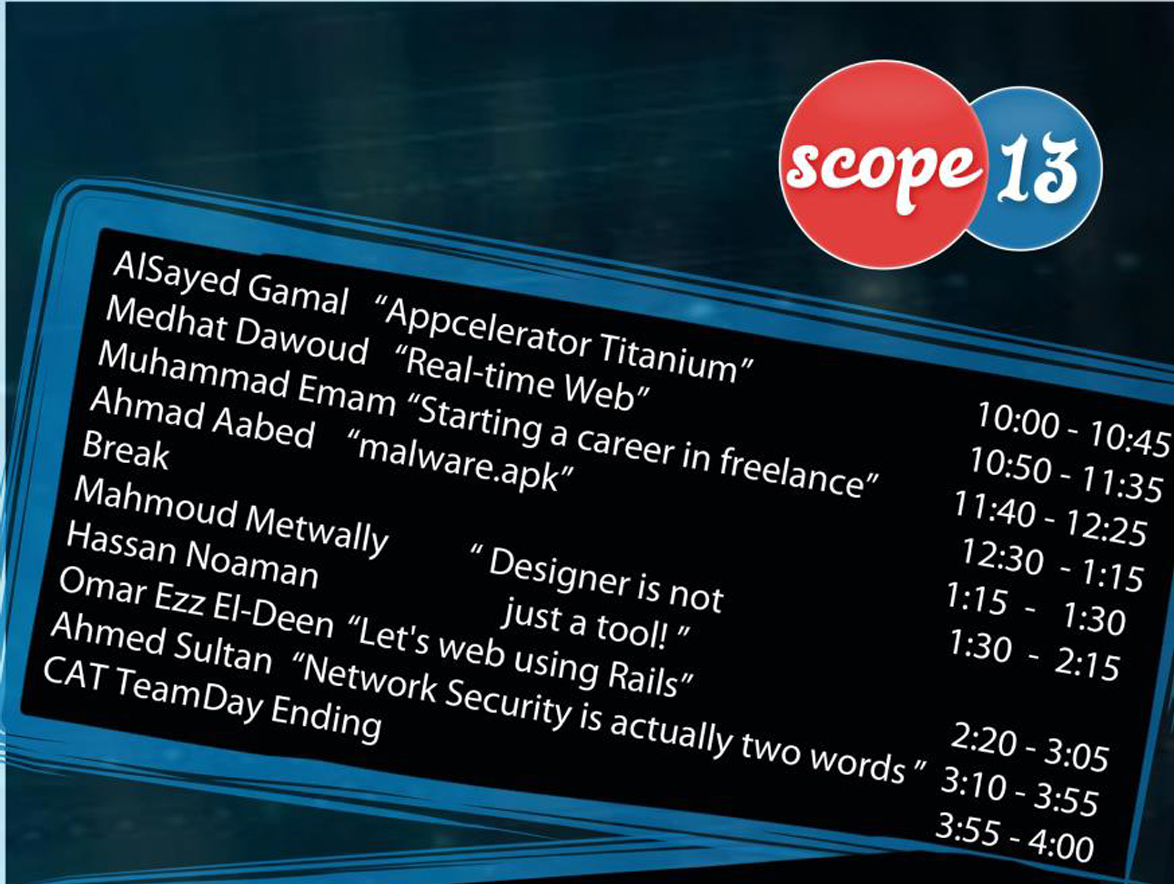 scope 13
AlSayed Gamal "Appcelerator Titanium" 10:00 - 10:45
Medhat Dawoud "Real-time Web" 10:50 - 11:35
Muhammad Emam "Starting a career in freelance" 11:40 - 12:25
Ahmad Aabed "malware.apk" 12:30 - 1:15
Break 1:15 - 1:30
Mahmoud Metwally " Designer is not 1:30 - 2:15
Hassan Noaman just a tool! "
Omar Ezz El-Deen "Let's web using Rails" 2:20 - 3:05
Ahmed Sultan "Network Security is actually two words " 3:10 - 3:55
CAT TeamDay Ending 3:55 - 4:00